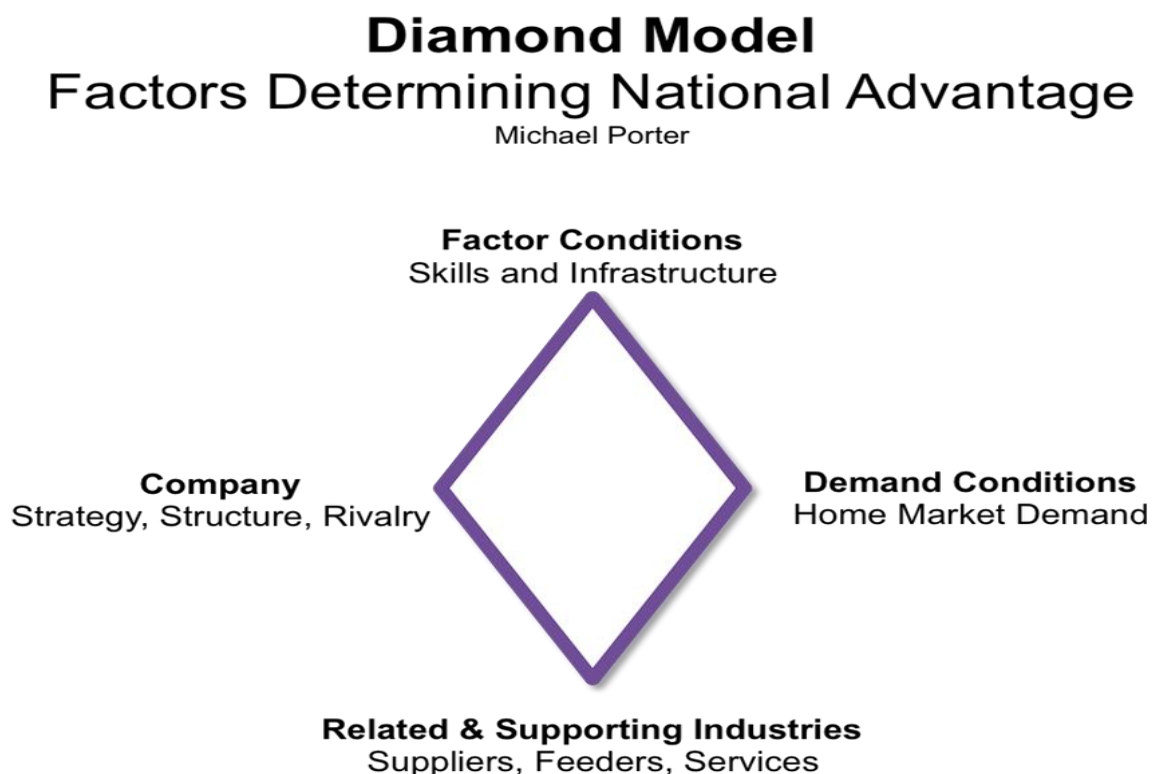 Diamond Model
Factors Determining National Advantage
Michael Porter
Factor Conditions
Skills and Infrastructure
Company
Strategy, Structure, Rivalry
Demand Conditions
Home Market Demand
Related & Supporting Industries
Suppliers, Feeders, Services